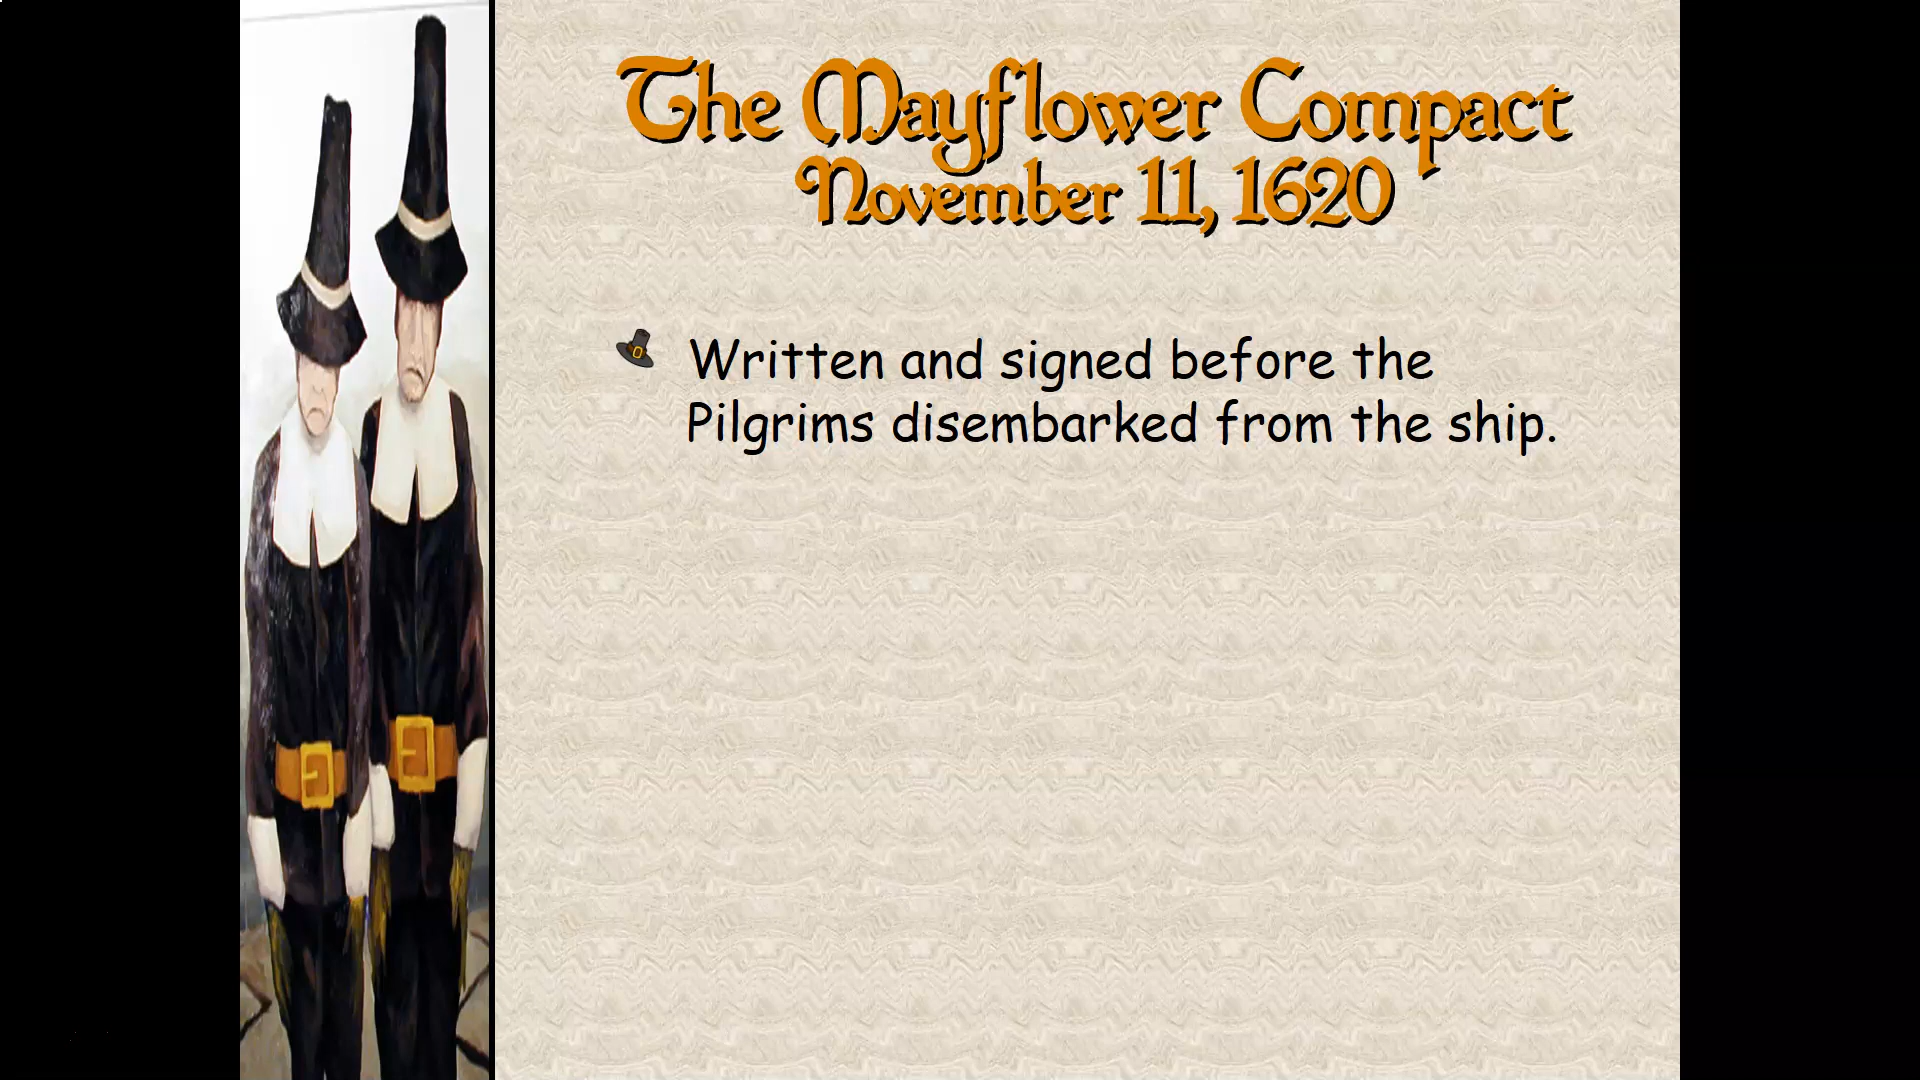 The Mayflower Compact
November 11, 1620
Written and signed before the
Pilgrims disembarked from the ship.